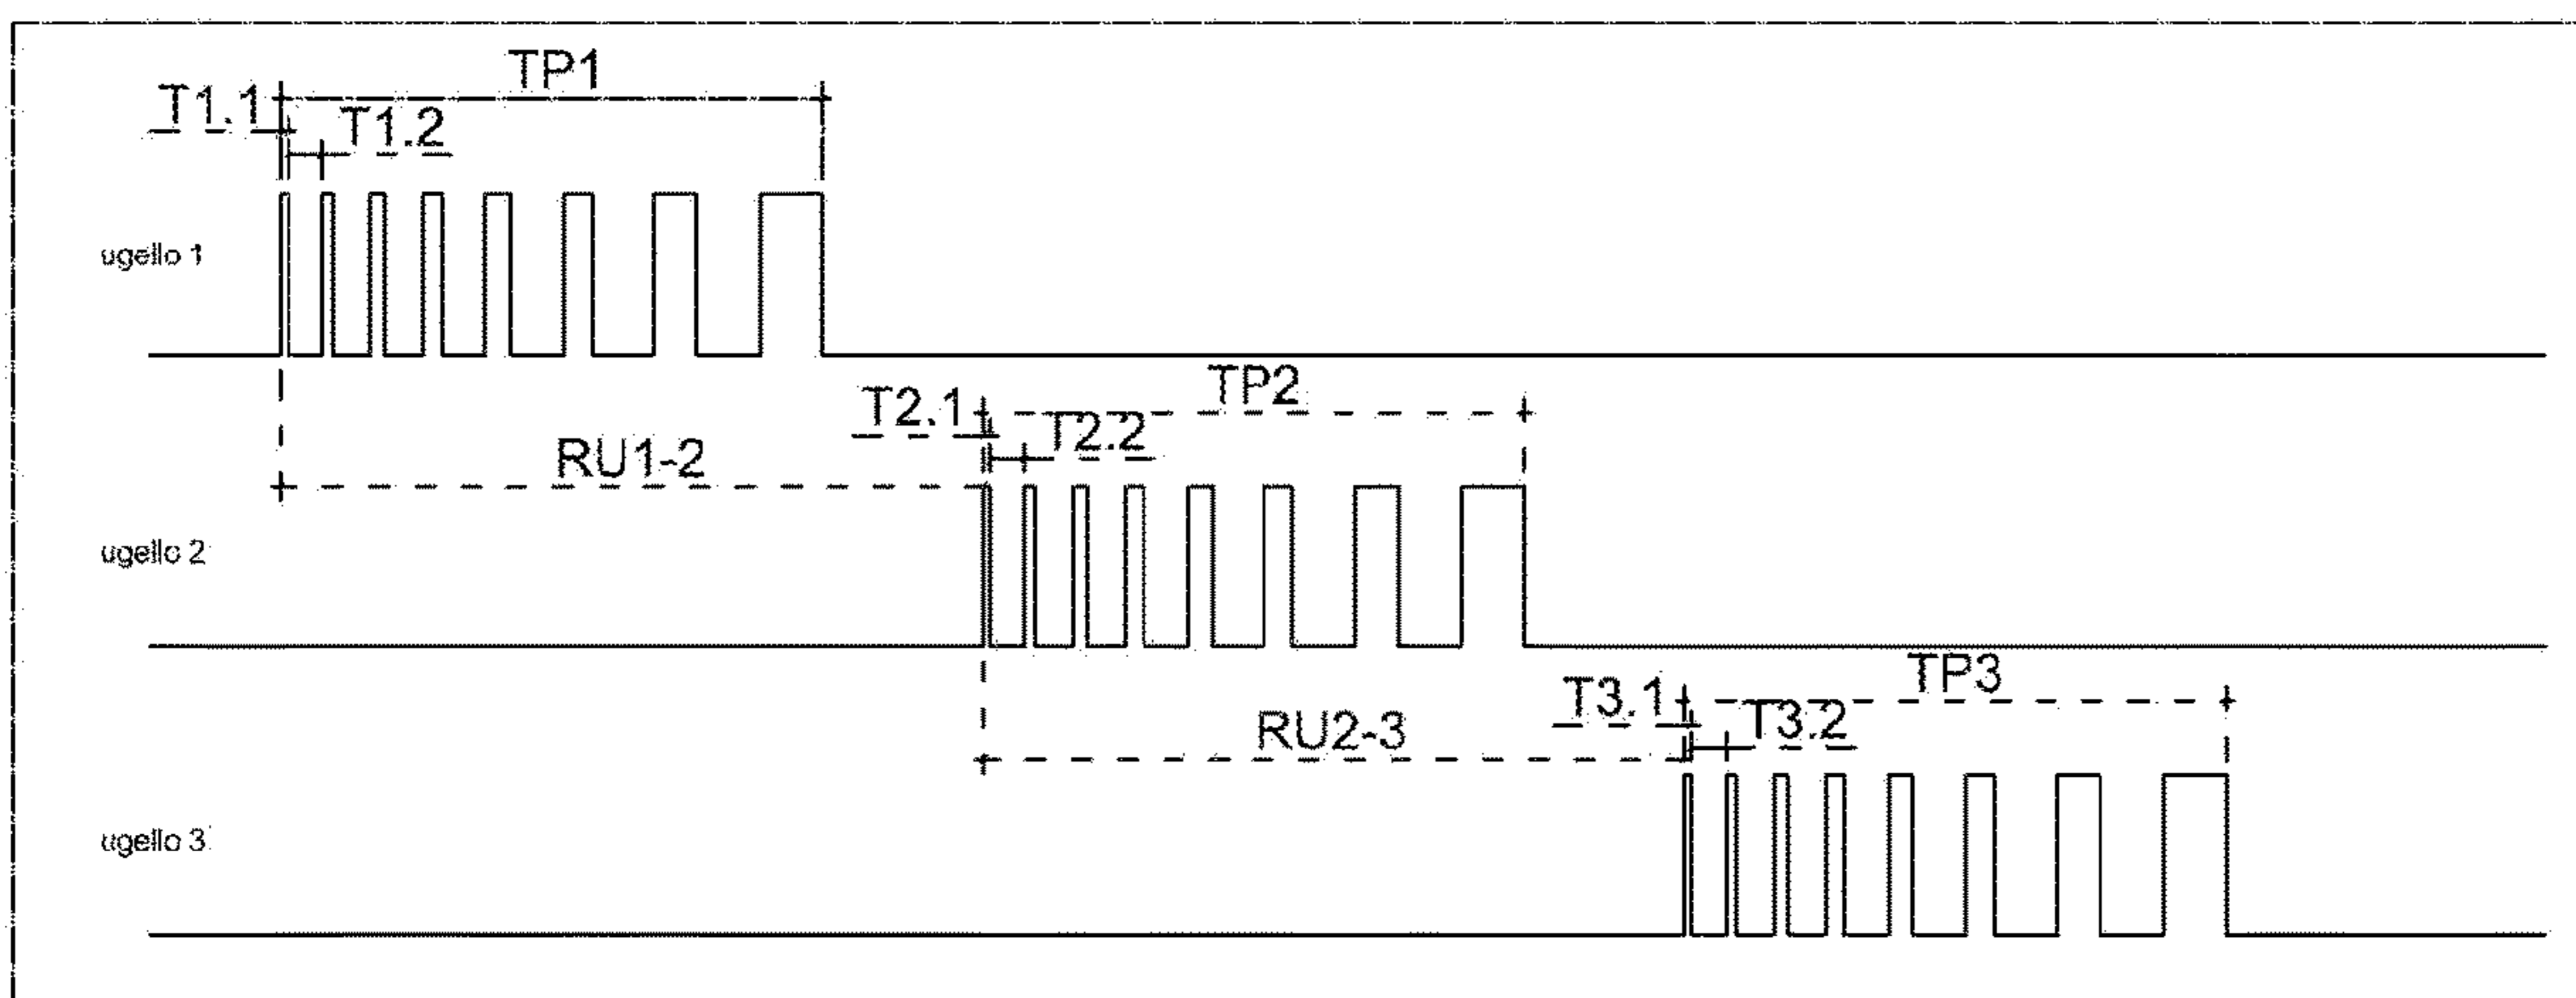 TP1
T1.1
T1.2
ugello 1
TP2
T2.1
T2.2
RU1-2
ugello 2
TP3
T3.1
T3.2
RU2-3
ugello 3